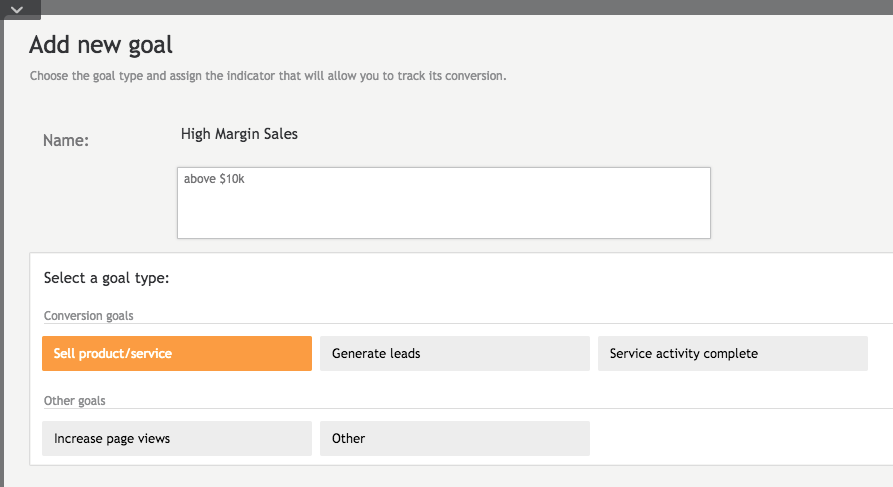 Add new goal
Choose the goal type and assign the indicator that will allow you to track its conversion.
Name:
High Margin Sales
above $10k
Select a goal type:
Conversion goals
Sell product/service
Generate leads
Service activity complete
Other goals
Increase page views
Other